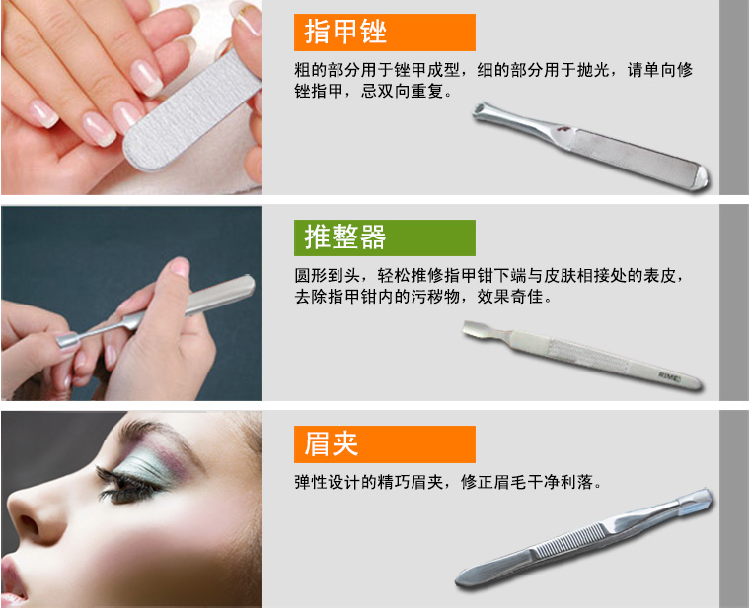 指甲锉
粗的部分用于锉甲成型，细的部分用于抛光，请单向修
锉指甲，忌双向重复。
推整器
圆形到头，轻松推修指甲钳下端与皮肤相接处的表皮，
去除指甲钳内的污秽物，效果奇佳。
眉夹
弹性设计的精巧眉夹，修正眉毛干净利落。